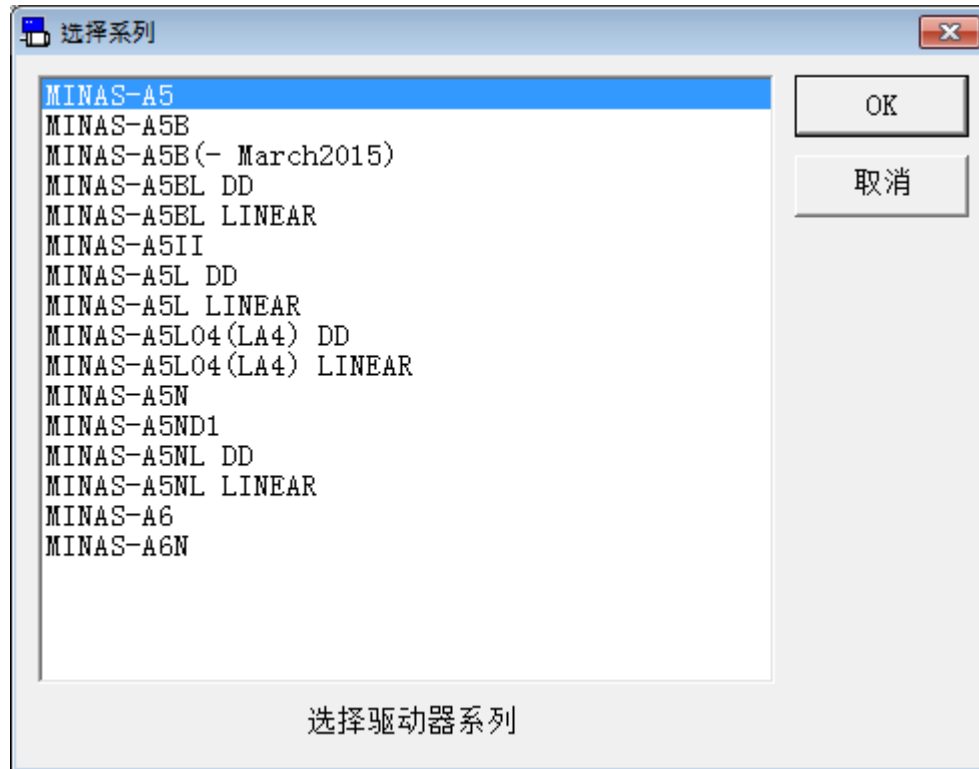 选择系列
MINAS-A5
MINAS-A5B
MINAS-A5B(- March2015)
MINAS-A5BL DD
MINAS-A5BL LINEAR
MINAS-A5II
MINAS-A5L DD
MINAS-A5L LINEAR
MINAS-A5L04(LA4) DD
MINAS-A5L04(LA4) LINEAR
MINAS-A5N
MINAS-A5ND1
MINAS-A5NL DD
MINAS-A5NL LINEAR
MINAS-A6
MINAS-A6N
OK
取消
选择驱动器系列